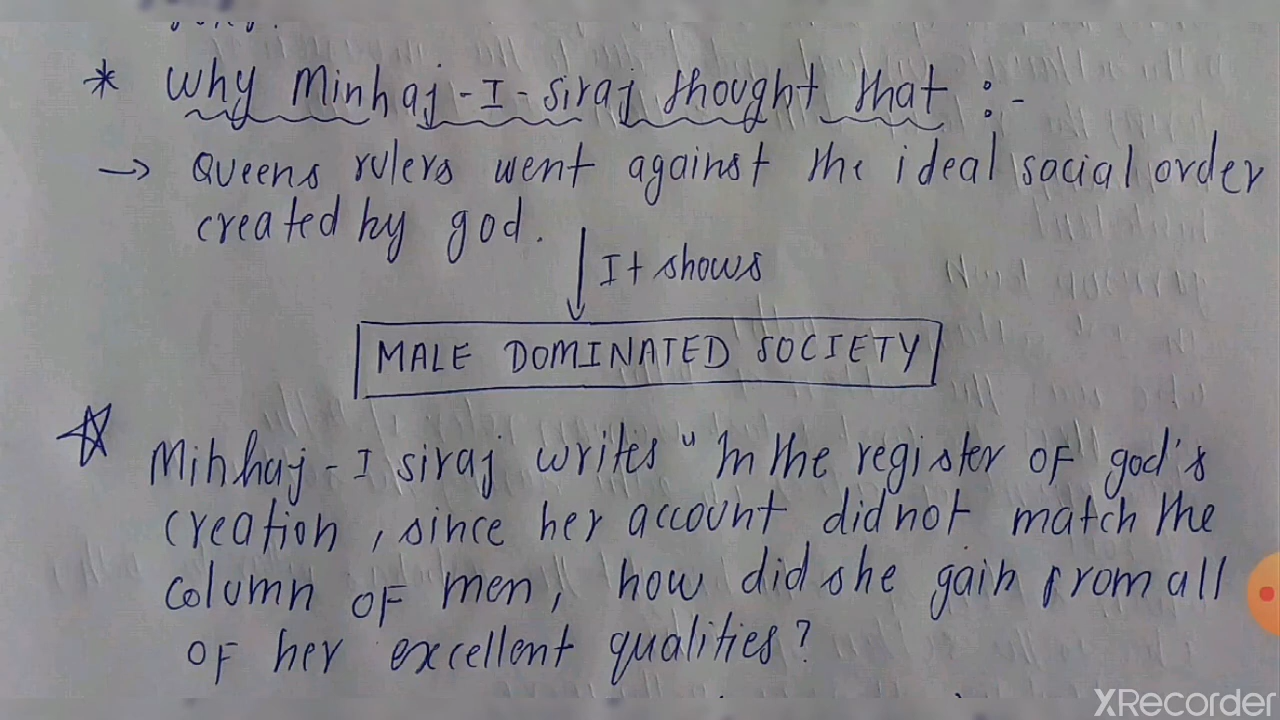 * Why Minhaj-I-siraj thought that :-
→ Queens rulers went against the ideal social order
created by god.
It shows
MALE DOMINATED SOCIETY
☆ Minhaj-I siraj writes "In the register OF god's
creation, since her account did not match the
column OF men, how did she gain from all
OF her excellent qualities?
XRecorder